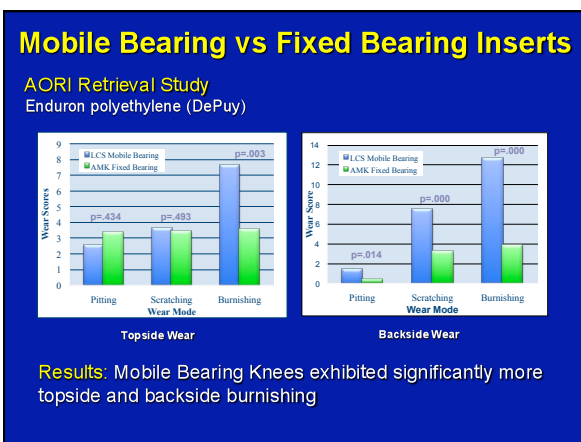 Mobile Bearing vs Fixed Bearing Inserts
AORI Retrieval Study
Enduron polyethylene (DePuy)
9
8
7
6
5
4
3
2
1
0
Wear Scores
LCS Mobile Bearing
AMK Fixed Bearing
p=.434
p=.493
p=.003
Pitting Scratching Burnishing
Wear Mode
Topside Wear
14
12
10
8
6
4
2
0
Wear Score
LCS Mobile Bearing
AMK Fixed Bearing
p=.014
p=.000
p=.000
Pitting Scratching Burnishing
Wear Mode
Backside Wear
Results: Mobile Bearing Knees exhibited significantly more
topside and backside burnishing